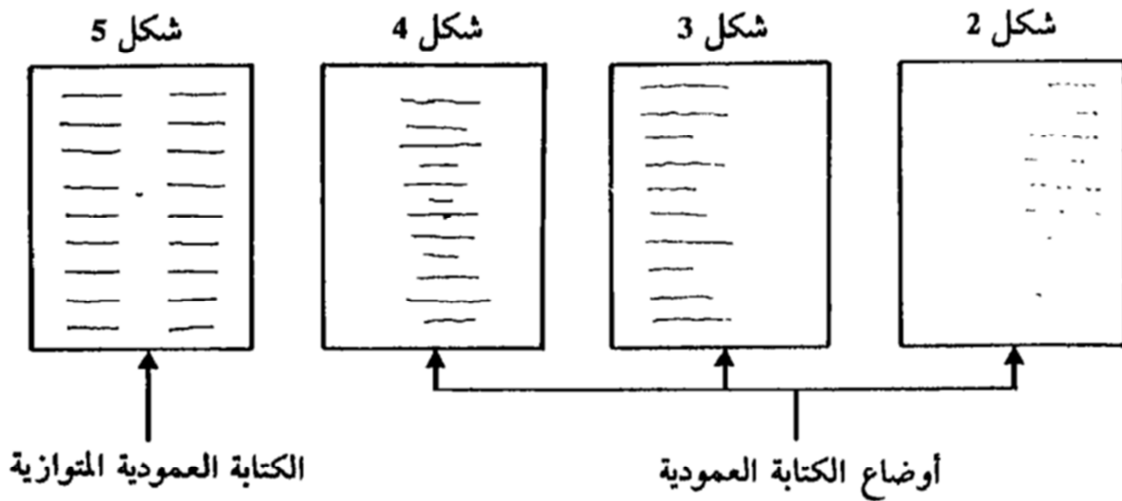 شكل 2
شكل 3
شكل 4
شكل 5
أوضاع الكتابة العمودية
الكتابة العمودية المتوازية